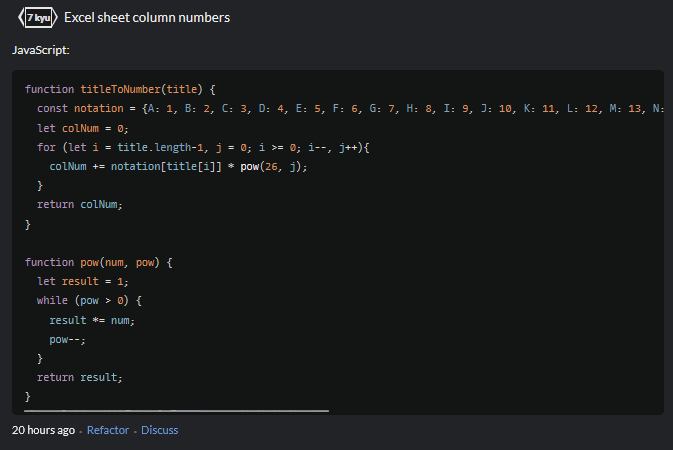 7 kyu Excel sheet column numbers
JavaScript:
function titleToNumber(title) {
  const notation = {A: 1, B: 2, C: 3, D: 4, E: 5, F: 6, G: 7, H: 8, I: 9, J: 10, K: 11, L: 12, M: 13, N:
  let colNum = 0;
  for (let i = title.length-1, j = 0; i >= 0; i--, j++){
    colNum += notation[title[i]] * pow(26, j);
  }
  return colNum;
}
function pow(num, pow) {
  let result = 1;
  while (pow > 0) {
    result *= num;
    pow--;
  }
  return result;
}
20 hours ago - Refactor - Discuss